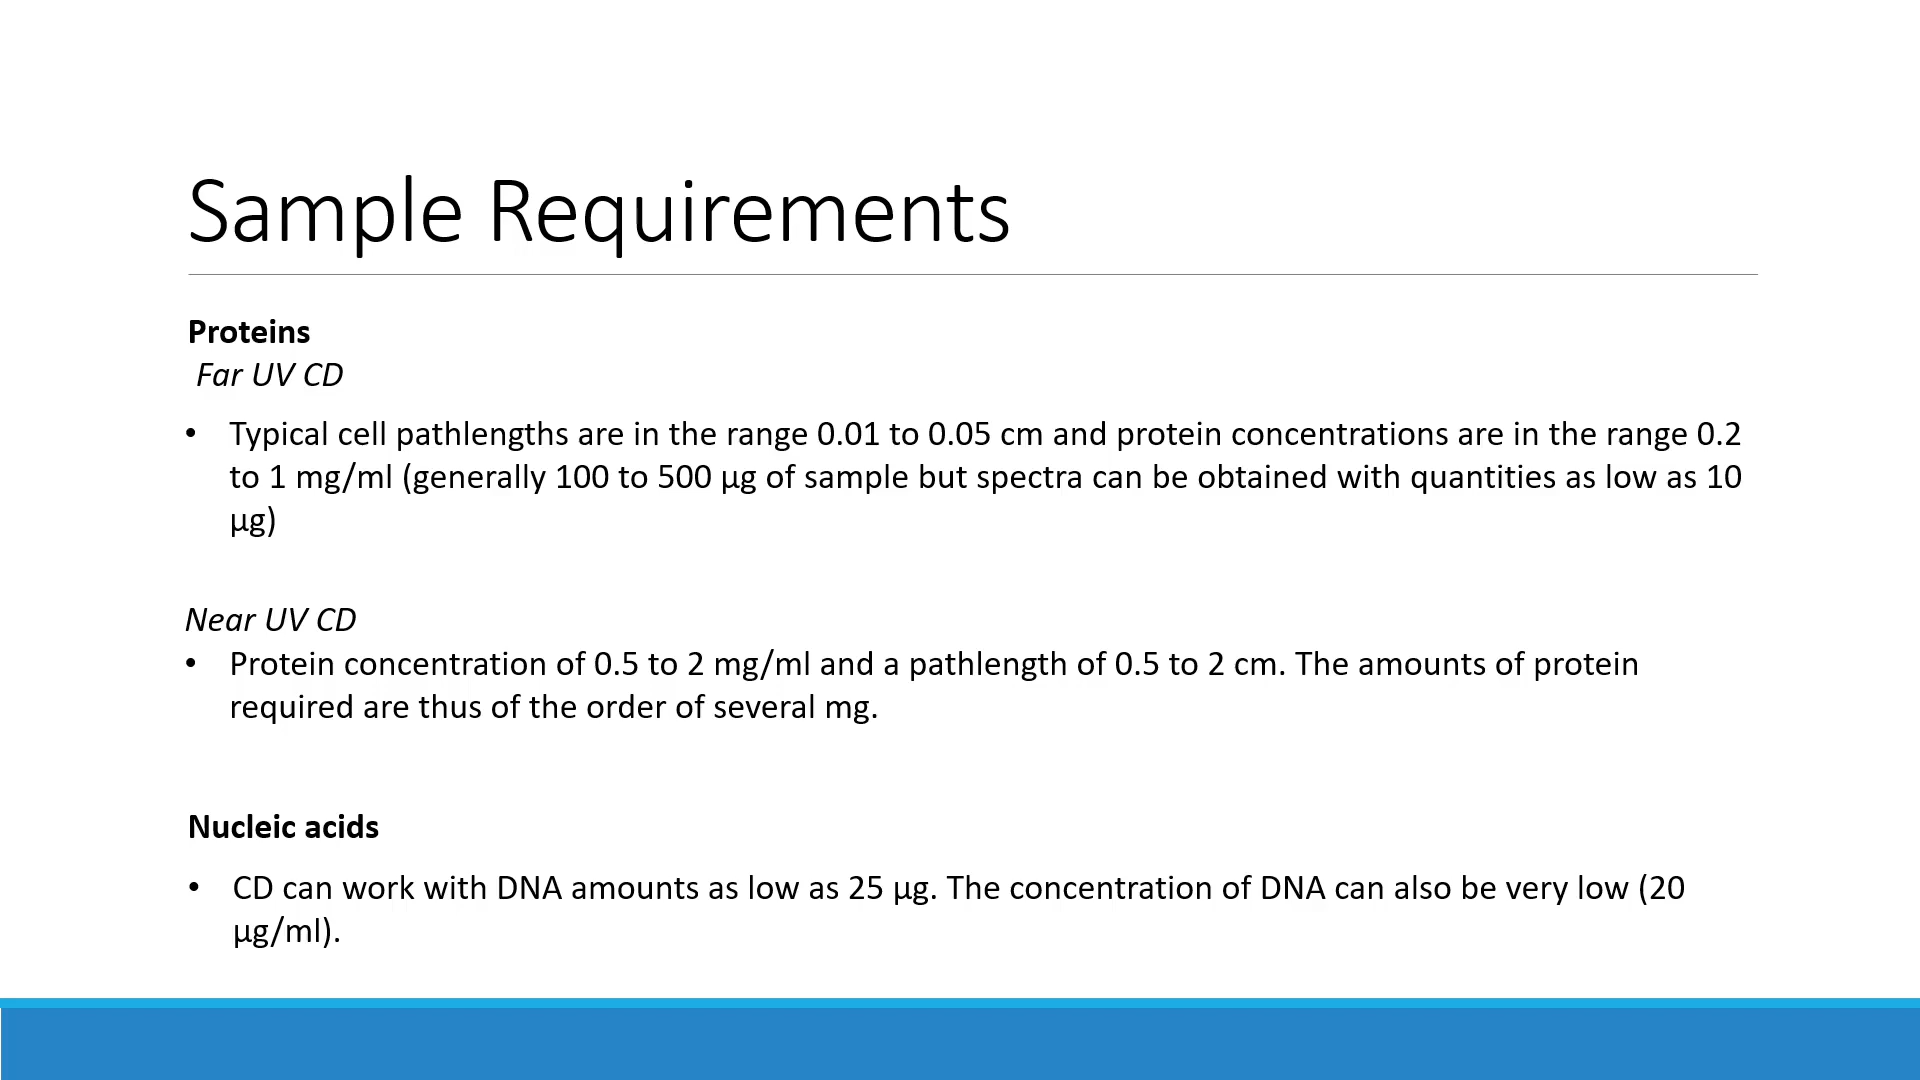 Sample Requirements
Proteins
Far UV CD
• Typical cell pathlengths are in the range 0.01 to 0.05 cm and protein concentrations are in the range 0.2
to 1 mg/ml (generally 100 to 500 µg of sample but spectra can be obtained with quantities as low as 10
µg)
Near UV CD
• Protein concentration of 0.5 to 2 mg/ml and a pathlength of 0.5 to 2 cm. The amounts of protein
required are thus of the order of several mg.
Nucleic acids
• CD can work with DNA amounts as low as 25 µg. The concentration of DNA can also be very low (20
µg/ml).